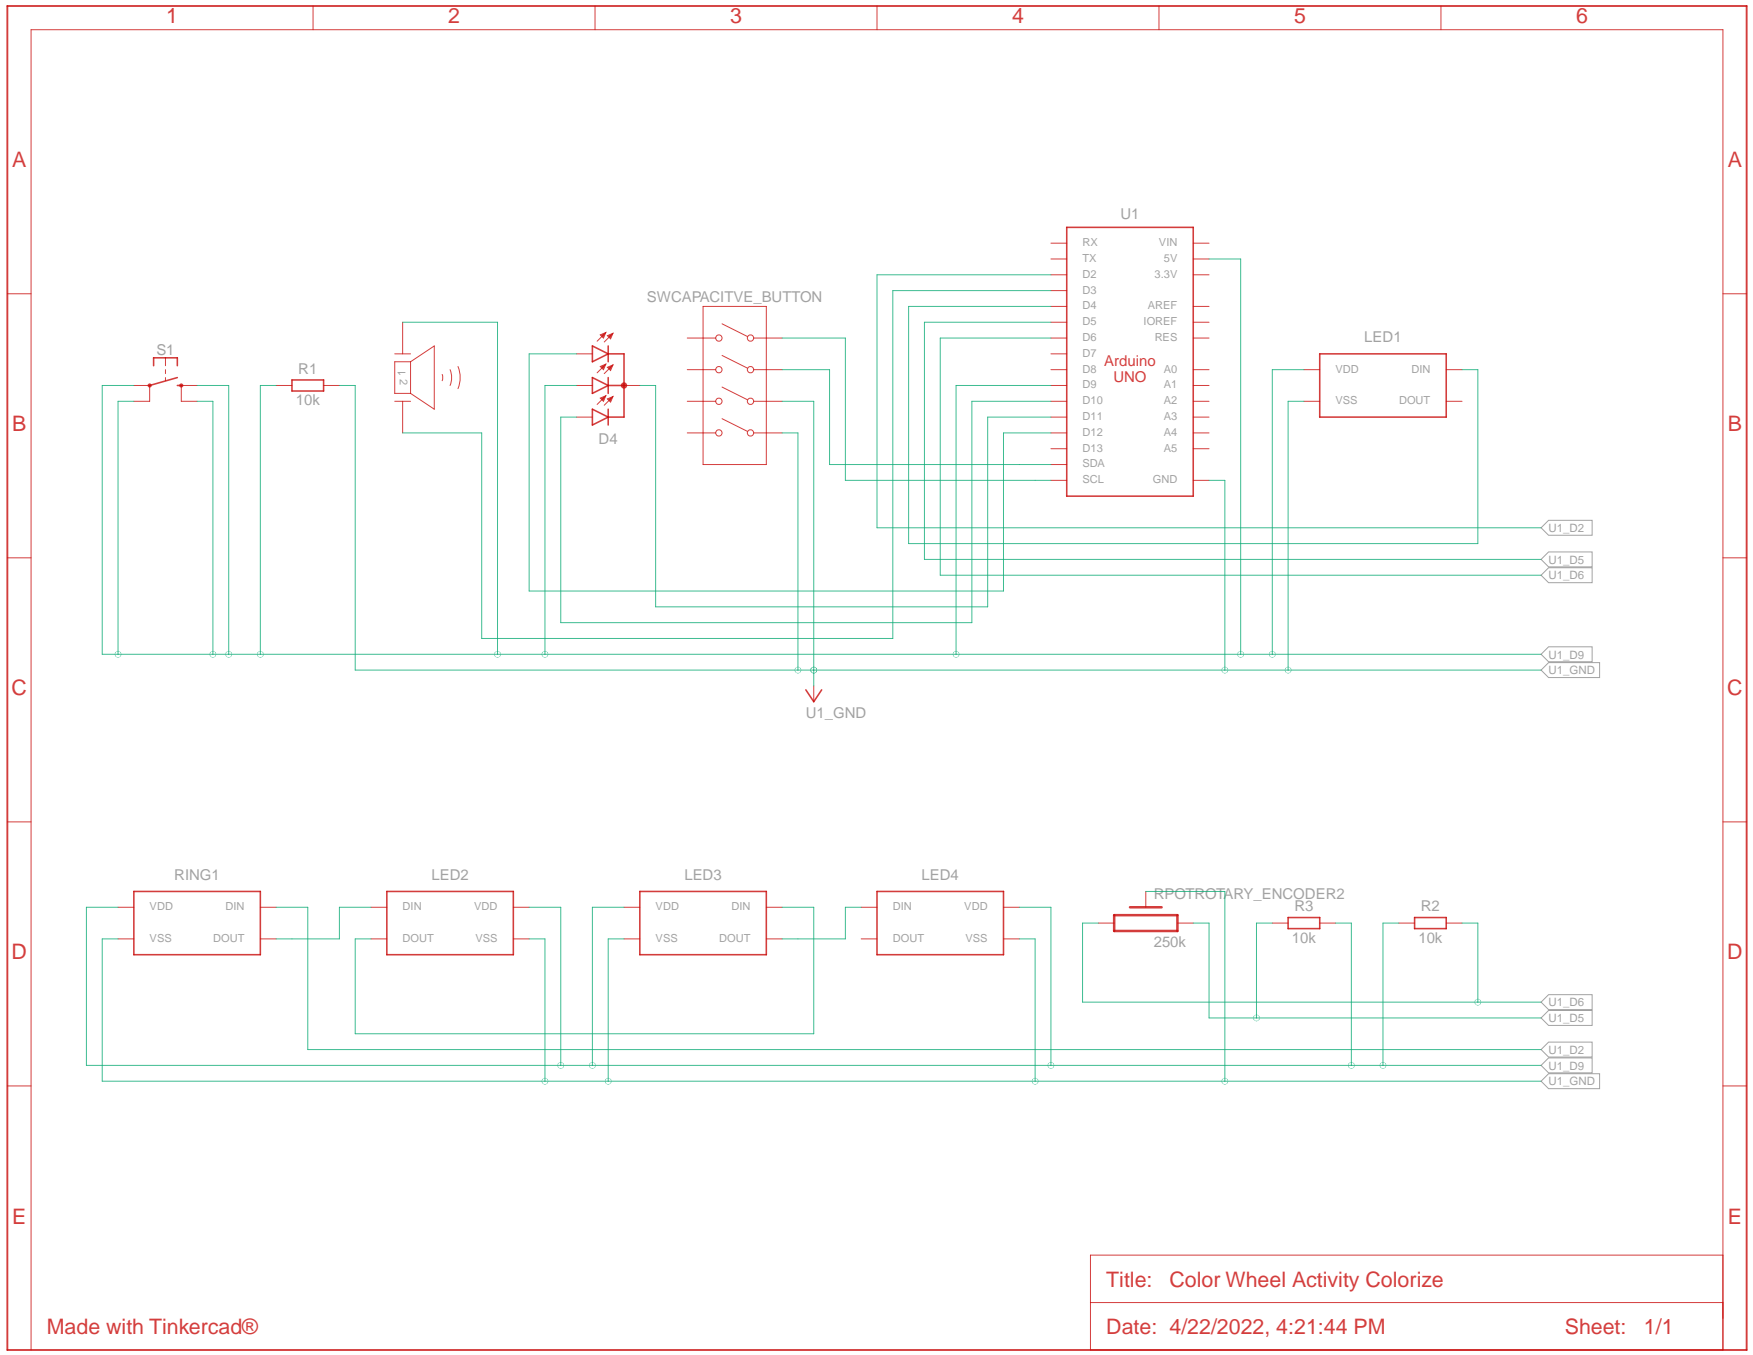 1 2 3 4 5 6
A A
U1
RX VIN
TX 5V
D2 3.3V
D3
D4 AREF
D5 IOREF
D6 RES
D7
Arduino
UNO
D8 A0
D9 A1
D10 A2
D11 A3
D12 A4
D13 A5
SDA
SCL GND
SWCAPACITVE_BUTTON
S1
R1
10k
L2
D4
LED1
VDD DIN
VSS DOUT
B B
U1_D2
U1_D5
U1_D6
U1_D9
U1_GND
C C
U1_GND
RING1
VDD DIN
VSS DOUT
LED2
DIN VDD
DOUT VSS
LED3
VDD DIN
VSS DOUT
LED4
DIN VDD
DOUT VSS
RPOTROTARY_ENCODER2
250k
R3
10k
R2
10k
D D
U1_D6
U1_D5
U1_D2
U1_D9
U1_GND
E E
Title: Color Wheel Activity Colorize
Made with Tinkercad®
Date: 4/22/2022, 4:21:44 PM Sheet: 1/1